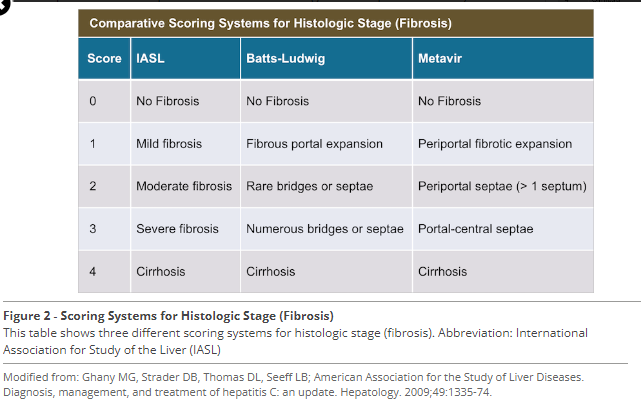 Comparative Scoring Systems for Histologic Stage (Fibrosis)
Score IASL Batts-Ludwig Metavir
0 No Fibrosis No Fibrosis No Fibrosis
1 Mild fibrosis Fibrous portal expansion Periportal fibrotic expansion
2 Moderate fibrosis Rare bridges or septae Periportal septae (> 1 septum)
3 Severe fibrosis Numerous bridges or septae Portal-central septae
4 Cirrhosis Cirrhosis Cirrhosis
Figure 2 - Scoring Systems for Histologic Stage (Fibrosis)
This table shows three different scoring systems for histologic stage (fibrosis). Abbreviation: International
Association for Study of the Liver (IASL)
Modified from: Ghany MG, Strader DB, Thomas DL, Seeff LB; American Association for the Study of Liver Diseases.
Diagnosis, management, and treatment of hepatitis C: an update. Hepatology. 2009;49:1335-74.